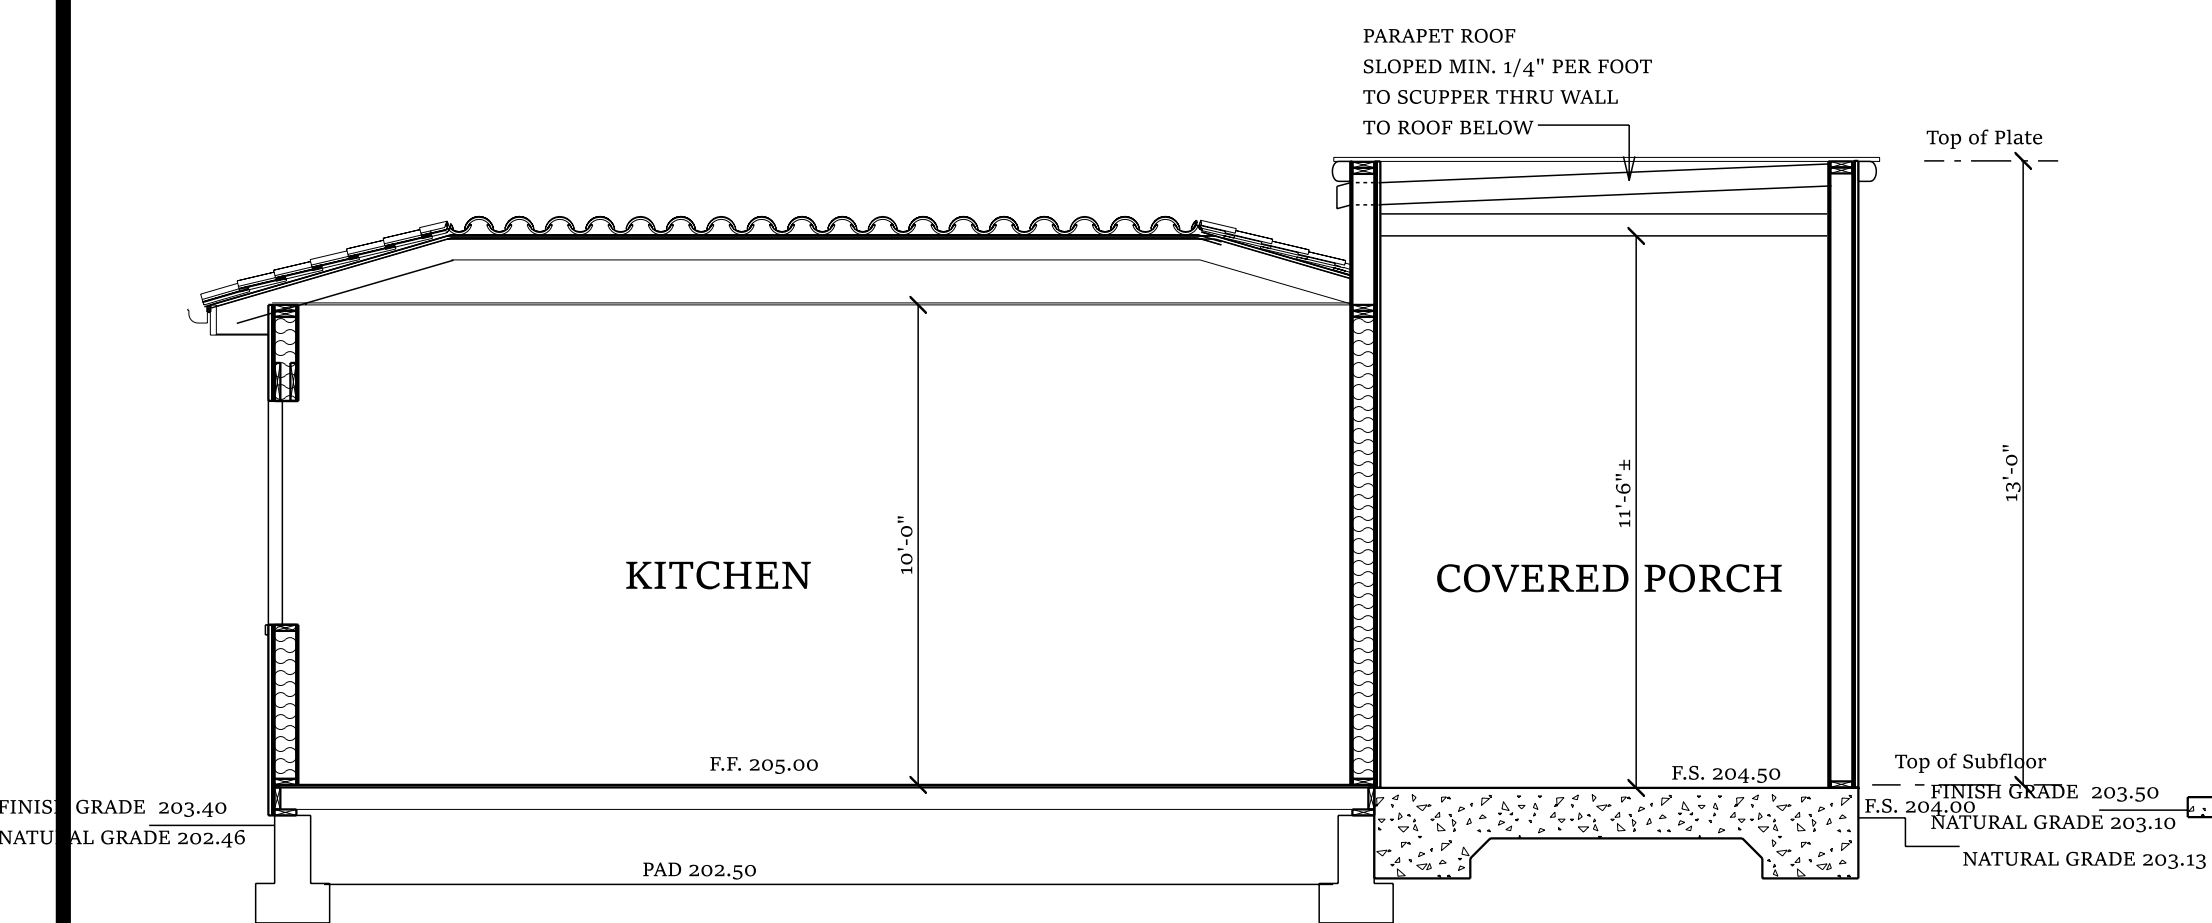 PARAPET ROOF
SLOPED MIN. 1/4" PER FOOT
TO SCUPPER THRU WALL
TO ROOF BELOW
Top of Plate
13'-0"
11'-6"±
10'-0"
KITCHEN
COVERED PORCH
F.F. 205.00
F.S. 204.50
Top of Subfloor
FINISH GRADE 203.40
NATURAL GRADE 202.46
FINISH GRADE 203.50
F.S. 204.00
NATURAL GRADE 203.10
NATURAL GRADE 203.13
PAD 202.50